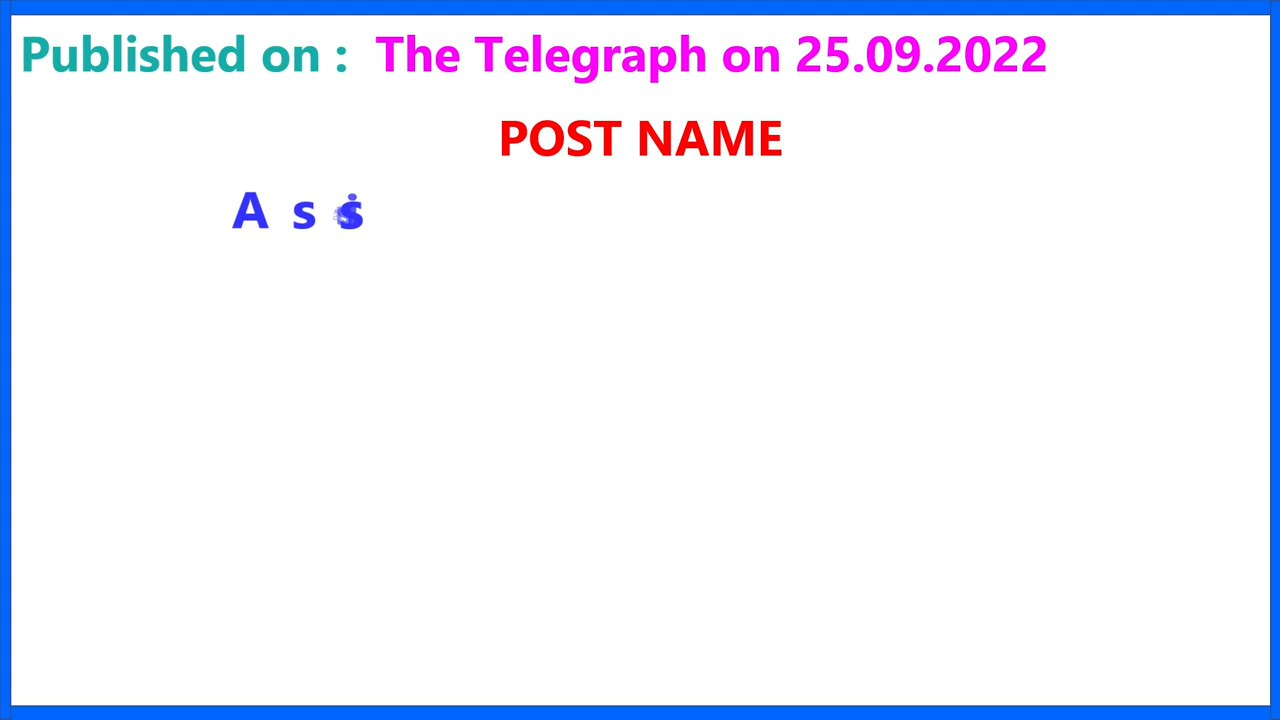 Published on : The Telegraph on 25.09.2022
POST NAME
A s s